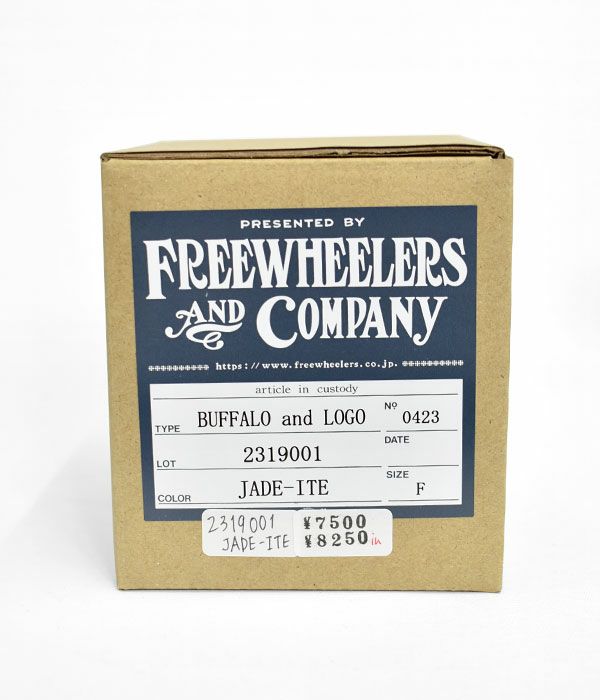 PRESENTED BY
FREEWHEELERS
AND COMPANY
https://www.freewheelers.co.jp.
article in custody
TYPE BUFFALO and LOGO Nº 0423
LOT 2319001 DATE
COLOR JADE-ITE SIZE F
2319001 ¥7500
JADE-ITE ¥8250 in